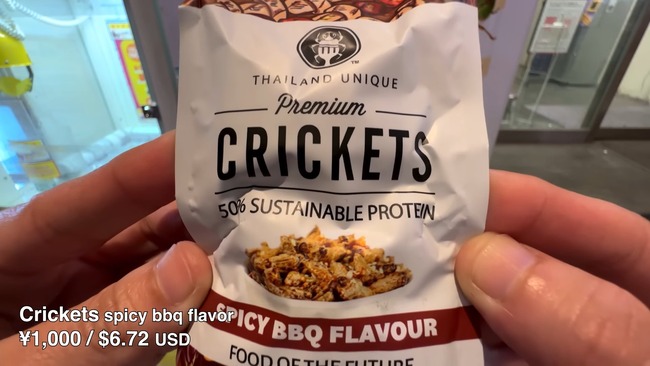 THAILAND UNIQUE
TM
Premium
CRICKETS
50% SUSTAINABLE PROTEIN
SPICY BBQ FLAVOUR
FOOD OF THE FUTURE
Crickets spicy bbq flavor
¥1,000 / $6.72 USD